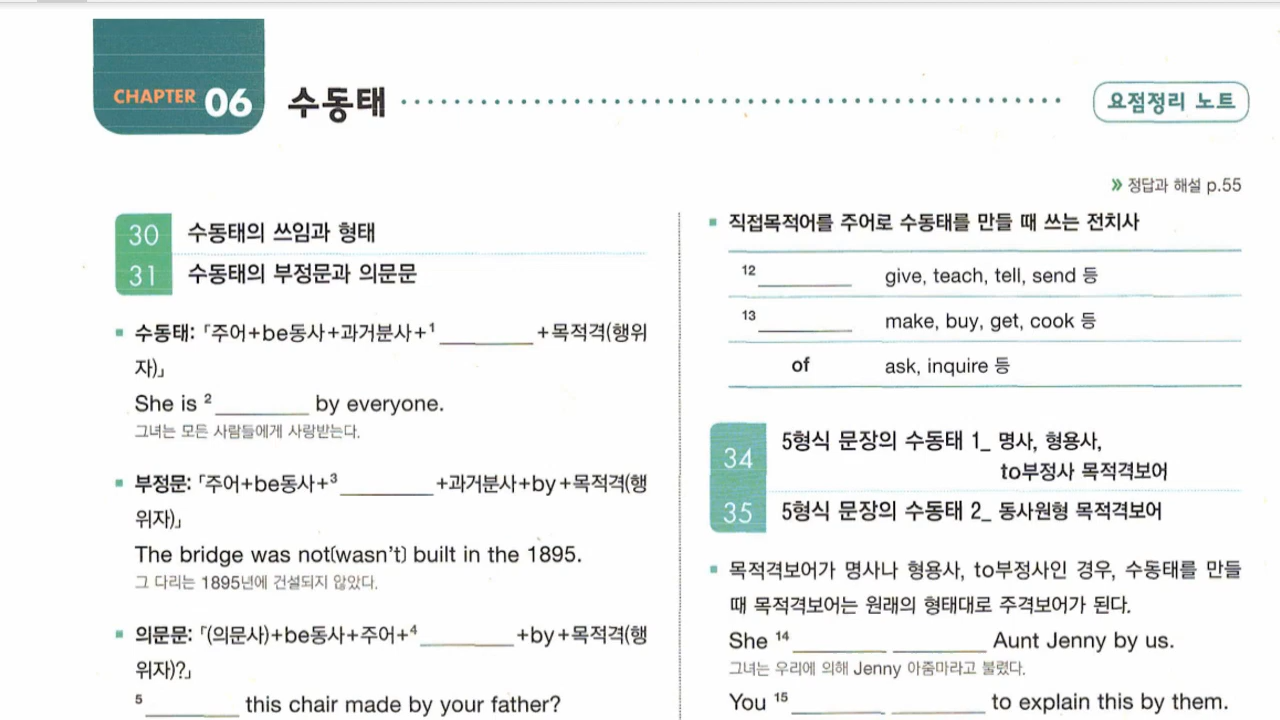 CHAPTER 06 수동태
요점정리 노트
» 정답과 해설 p.55
30 수동태의 쓰임과 형태
31 수동태의 부정문과 의문문
▪ 수동태: 「주어+be동사+과거분사+¹ ________ +목적격(행위
자)」
She is ² ________ by everyone.
그녀는 모든 사람들에게 사랑받는다.
▪ 부정문: 「주어+be동사+³ ________ +과거분사+by+목적격(행
위자)」
The bridge was not(wasn't) built in the 1895.
그 다리는 1895년에 건설되지 않았다.
▪ 의문문: 「(의문사)+be동사+주어+⁴ ________ +by+목적격(행
위자)?」
⁵ ________ this chair made by your father?
▪ 직접목적어를 주어로 수동태를 만들 때 쓰는 전치사
¹² ________ give, teach, tell, send 등
¹³ ________ make, buy, get, cook 등
of ask, inquire 등
34 5형식 문장의 수동태 1_ 명사, 형용사,
to부정사 목적격보어
35 5형식 문장의 수동태 2_ 동사원형 목적격보어
▪ 목적격보어가 명사나 형용사, to부정사인 경우, 수동태를 만들
때 목적격보어는 원래의 형태대로 주격보어가 된다.
She ¹⁴ ________ ________ Aunt Jenny by us.
그녀는 우리에 의해 Jenny 아줌마라고 불렸다.
You ¹⁵ ________ ________ to explain this by them.